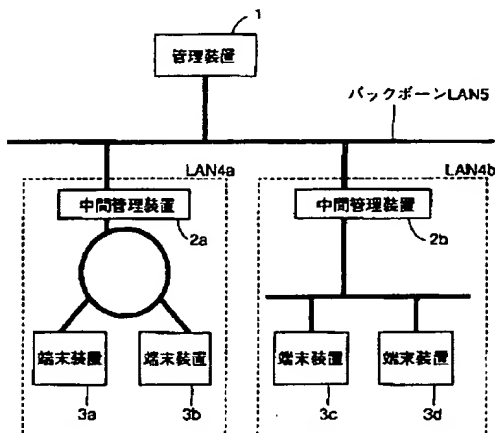 1
管理装置
バックボーンLAN5
LAN4a
LAN4b
中間管理装置
中間管理装置
2a
2b
端末装置
端末装置
端末装置
端末装置
3a
3b
3c
3d